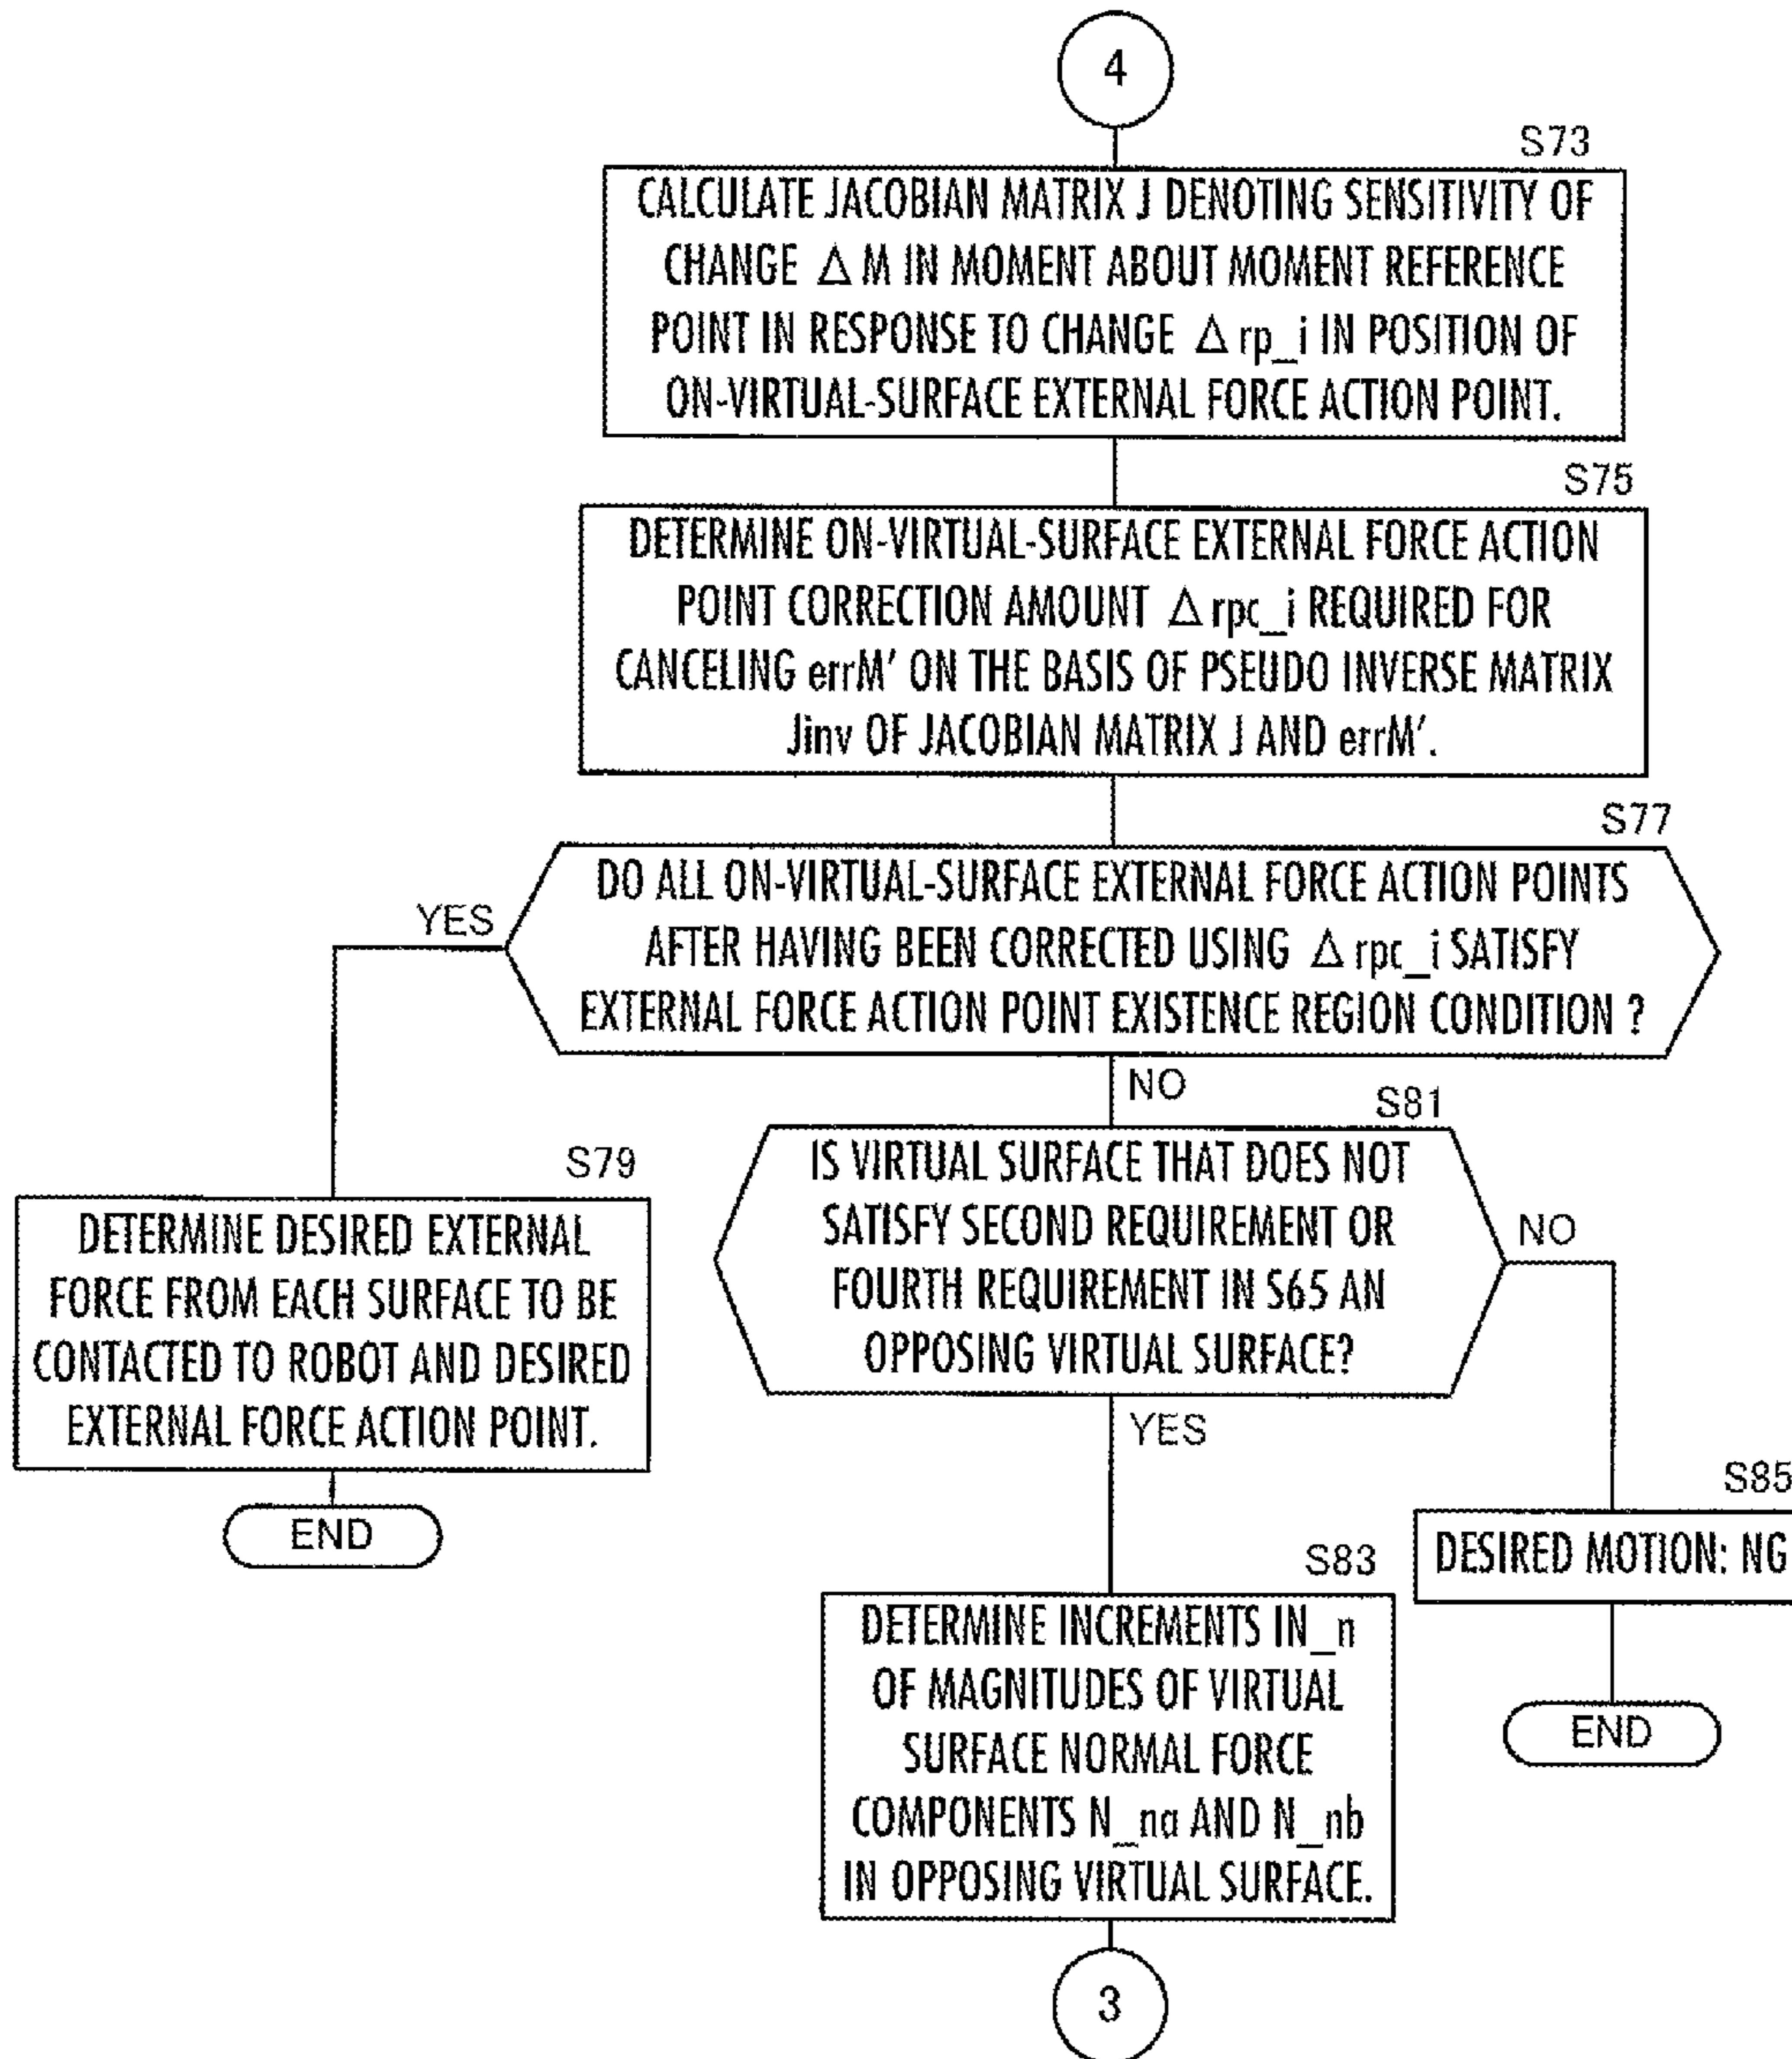 4
S73
CALCULATE JACOBIAN MATRIX J DENOTING SENSITIVITY OF
CHANGE △M IN MOMENT ABOUT MOMENT REFERENCE
POINT IN RESPONSE TO CHANGE △rp_i IN POSITION OF
ON-VIRTUAL-SURFACE EXTERNAL FORCE ACTION POINT.
S75
DETERMINE ON-VIRTUAL-SURFACE EXTERNAL FORCE ACTION
POINT CORRECTION AMOUNT △rpc_i REQUIRED FOR
CANCELING errM' ON THE BASIS OF PSEUDO INVERSE MATRIX
Jinv OF JACOBIAN MATRIX J AND errM'.
S77
DO ALL ON-VIRTUAL-SURFACE EXTERNAL FORCE ACTION POINTS
AFTER HAVING BEEN CORRECTED USING △rpc_i SATISFY
EXTERNAL FORCE ACTION POINT EXISTENCE REGION CONDITION ?
YES
NO
S79
DETERMINE DESIRED EXTERNAL
FORCE FROM EACH SURFACE TO BE
CONTACTED TO ROBOT AND DESIRED
EXTERNAL FORCE ACTION POINT.
END
S81
IS VIRTUAL SURFACE THAT DOES NOT
SATISFY SECOND REQUIREMENT OR
FOURTH REQUIREMENT IN S65 AN
OPPOSING VIRTUAL SURFACE?
NO
YES
S85
DESIRED MOTION: NG
END
S83
DETERMINE INCREMENTS IN_n
OF MAGNITUDES OF VIRTUAL
SURFACE NORMAL FORCE
COMPONENTS N_na AND N_nb
IN OPPOSING VIRTUAL SURFACE.
3